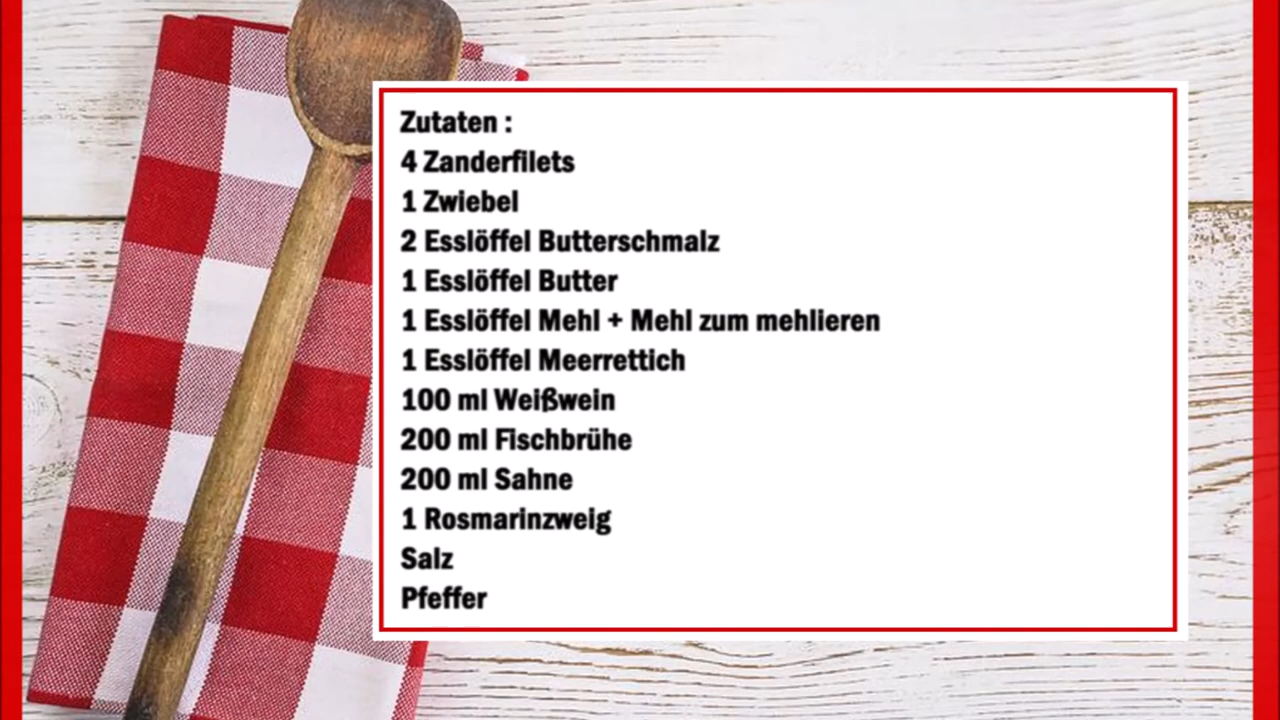 Zutaten :
4 Zanderfilets
1 Zwiebel
2 Esslöffel Butterschmalz
1 Esslöffel Butter
1 Esslöffel Mehl + Mehl zum mehlieren
1 Esslöffel Meerrettich
100 ml Weißwein
200 ml Fischbrühe
200 ml Sahne
1 Rosmarinzweig
Salz
Pfeffer